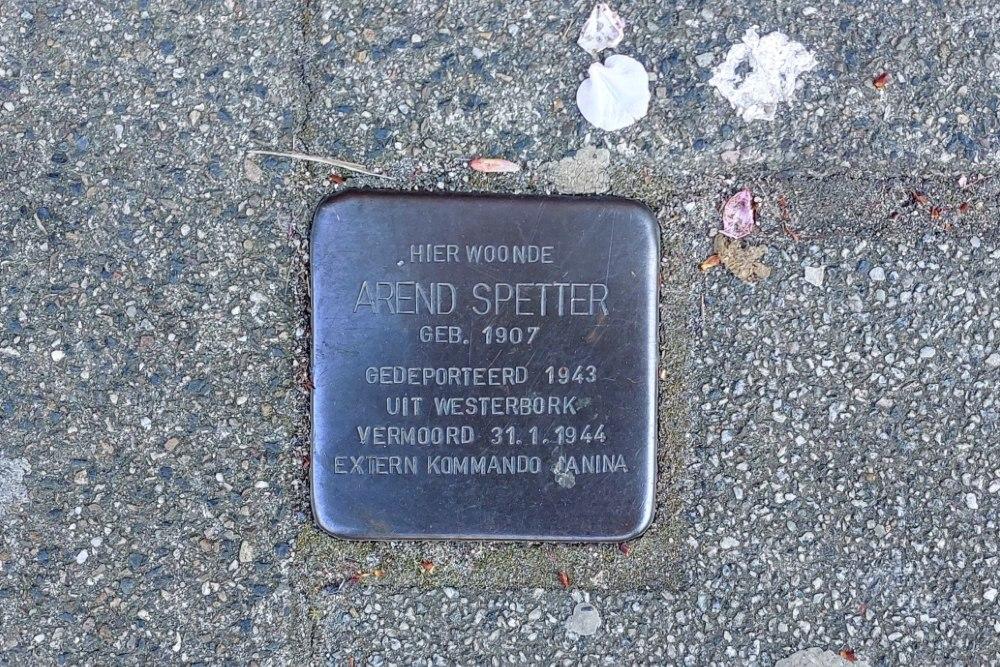 HIER WOONDE
AREND SPETTER
GEB. 1907
GEDEPORTEERD 1943
UIT WESTERBORK
VERMOORD 31.1.1944
EXTERN KOMMANDO JANINA